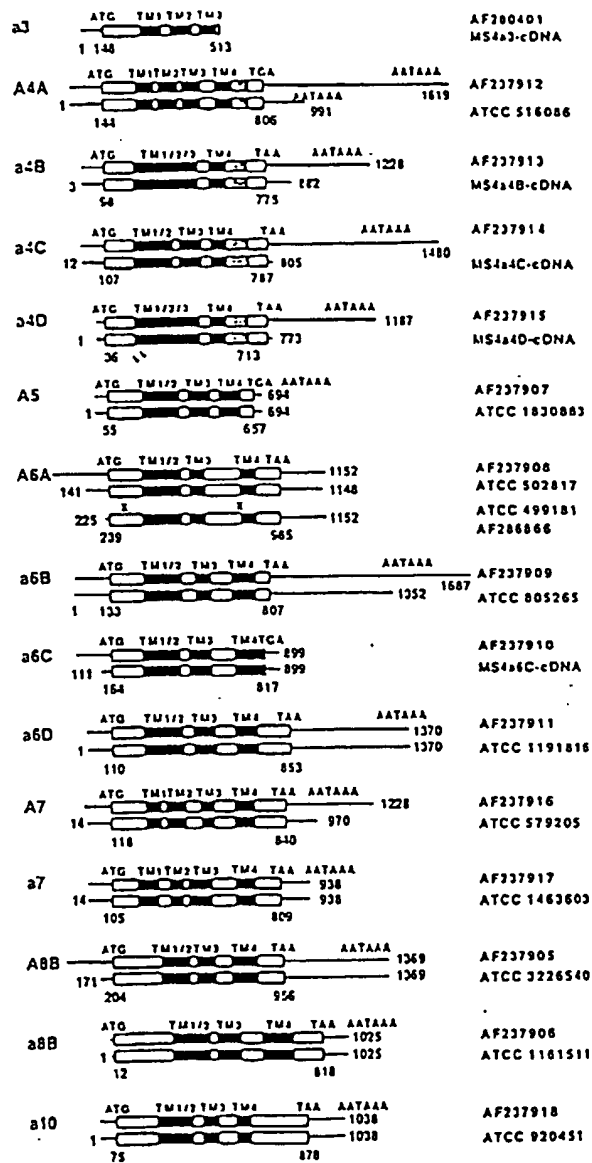 a3 ATG TM1 TM2 TM3 AF280401
1 148 513 MS4a3-cDNA
A4A ATG TM1 TM2 TM3 TM4 TGA AATAAA AF237912
AATAAA 1619
1 991 ATCC 516086
144 806
a4B ATG TM1/2/3 TM4 TAA AATAAA 1228 AF237913
3 882 MS4a4B-cDNA
58 775
a4C ATG TM1/2 TM3 TM4 TAA AATAAA AF237914
12 805 1480 MS4a4C-cDNA
107 787
a4D ATG TM1/2/3 TM4 TAA AATAAA 1187 AF237915
1 773 MS4a4D-cDNA
36 713
A5 ATG TM1/2 TM3 TM4 TGA AATAAA 694 AF237907
1 694 ATCC 1830883
55 657
A6A ATG TM1/2 TM3 TM4 TAA 1152 AF237908
141 1148 ATCC 502817
x x
225 1152 ATCC 499181
239 985 AF286866
a6B ATG TM1/2 TM3 TM4 TAA AATAAA AF237909
1 1352 1687 ATCC 805265
133 807
a6C ATG TM1/2 TM3 TM4 TGA 899 AF237910
111 899 MS4a6C-cDNA
164 817
a6D ATG TM1/2 TM3 TM4 TAA AATAAA 1370 AF237911
1 1370 ATCC 1191816
110 853
A7 ATG TM1 TM2 TM3 TM4 TAA AATAAA 1228 AF237916
14 970 ATCC 579205
118 840
a7 ATG TM1 TM2 TM3 TM4 TAA AATAAA 938 AF237917
14 938 ATCC 1463603
105 809
A8B ATG TM1/2 TM3 TM4 TAA AATAAA 1369 AF237905
171 1369 ATCC 3226540
204 956
a8B ATG TM1/2 TM3 TM4 TAA AATAAA 1025 AF237906
1 1025 ATCC 1161511
12 818
a10 ATG TM1/2 TM3 TM4 TAA AATAAA 1038 AF237918
1 1038 ATCC 920451
75 878